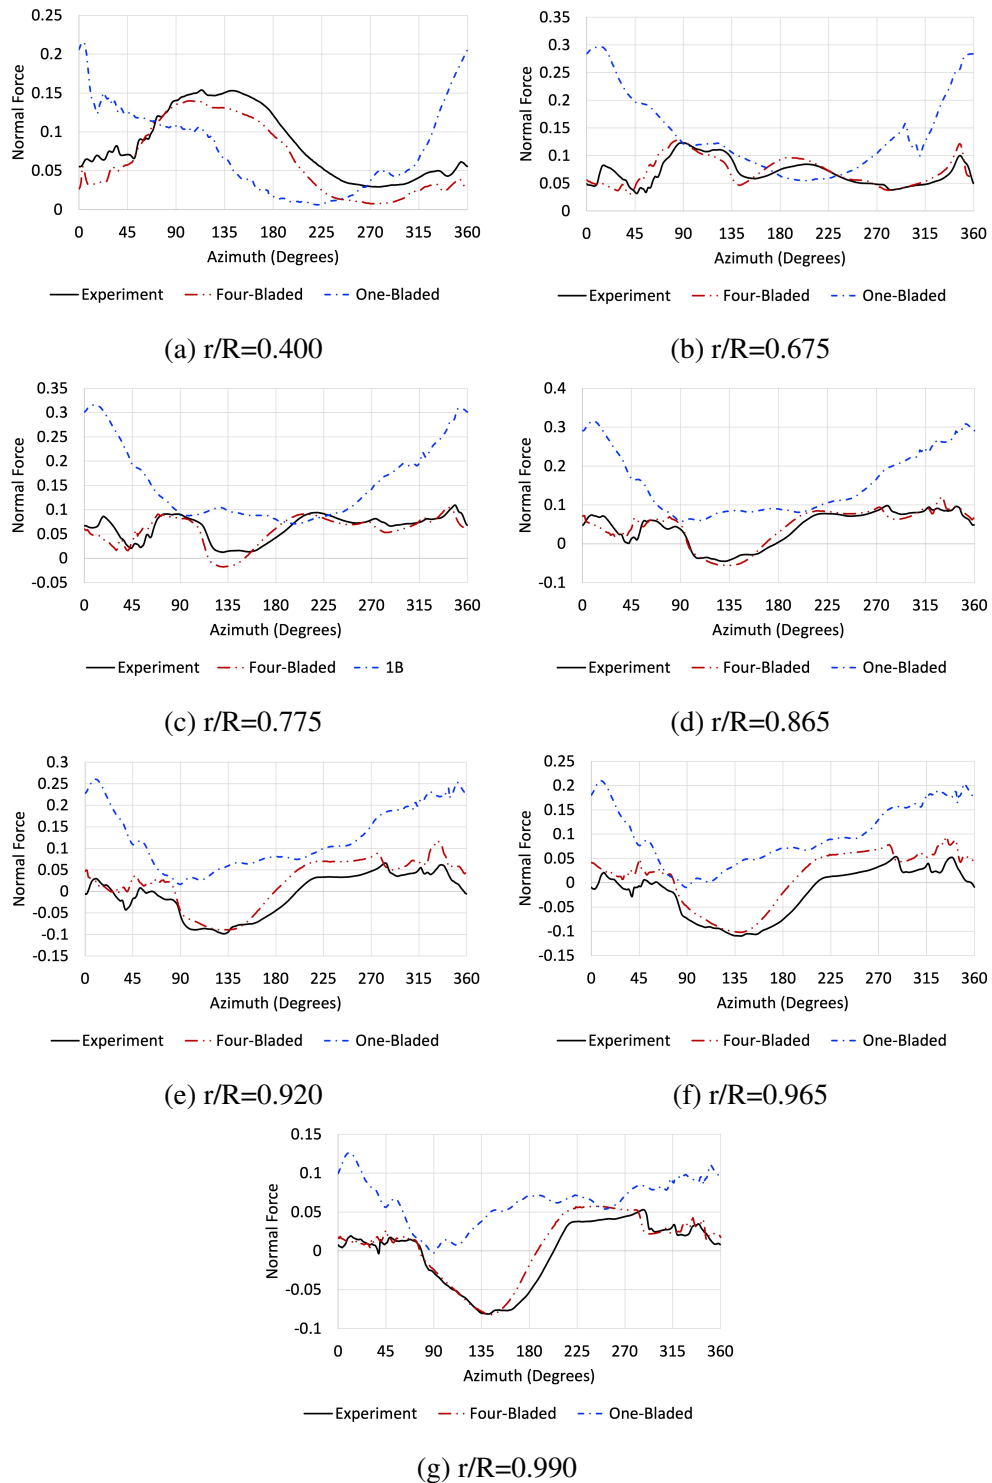 0.25
0.2
0.15
0.1
0.05
0
Normal Force
0 45 90 135 180 225 270 315 360
Azimuth (Degrees)
Experiment Four-Bladed One-Bladed
(a) r/R=0.400
0.35
0.3
0.25
0.2
0.15
0.1
0.05
0
Normal Force
0 45 90 135 180 225 270 315 360
Azimuth (Degrees)
Experiment Four-Bladed One-Bladed
(b) r/R=0.675
0.35
0.3
0.25
0.2
0.15
0.1
0.05
0
-0.05
Normal Force
0 45 90 135 180 225 270 315 360
Azimuth (Degrees)
Experiment Four-Bladed 1B
(c) r/R=0.775
0.4
0.3
0.2
0.1
0
-0.1
Normal Force
0 45 90 135 180 225 270 315 360
Azimuth (Degrees)
Experiment Four-Bladed One-Bladed
(d) r/R=0.865
0.3
0.25
0.2
0.15
0.1
0.05
0
-0.05
-0.1
-0.15
Normal Force
0 45 90 135 180 225 270 315 360
Azimuth (Degrees)
Experiment Four-Bladed One-Bladed
(e) r/R=0.920
0.25
0.2
0.15
0.1
0.05
0
-0.05
-0.1
-0.15
Normal Force
0 45 90 135 180 225 270 315 360
Azimuth (Degrees)
Experiment Four-Bladed One-Bladed
(f) r/R=0.965
0.15
0.1
0.05
0
-0.05
-0.1
Normal Force
0 45 90 135 180 225 270 315 360
Azimuth (Degrees)
Experiment Four-Bladed One-Bladed
(g) r/R=0.990